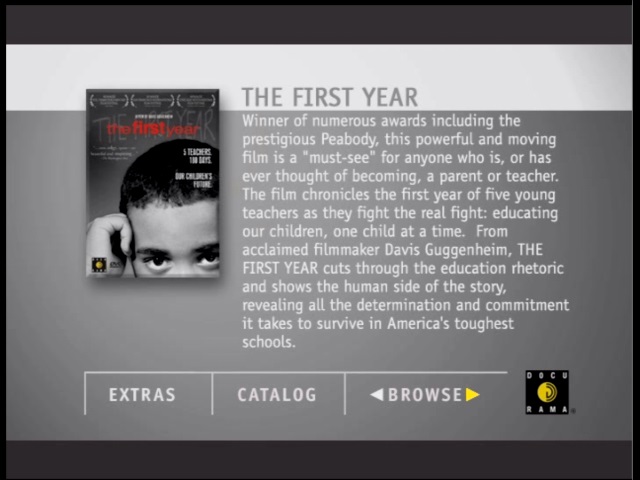 THE FIRST YEAR
Winner of numerous awards including the
prestigious Peabody, this powerful and moving
film is a "must-see" for anyone who is, or has
ever thought of becoming, a parent or teacher.
The film chronicles the first year of five young
teachers as they fight the real fight: educating
our children, one child at a time.  From
acclaimed filmmaker Davis Guggenheim, THE
FIRST YEAR cuts through the education rhetoric
and shows the human side of the story,
revealing all the determination and commitment
it takes to survive in America's toughest
schools.
THE FIRST YEAR
the first year
5 TEACHERS.
180 DAYS.
OUR CHILDREN'S
FUTURE.
EXTRAS
CATALOG
BROWSE
DOCU
RAMA